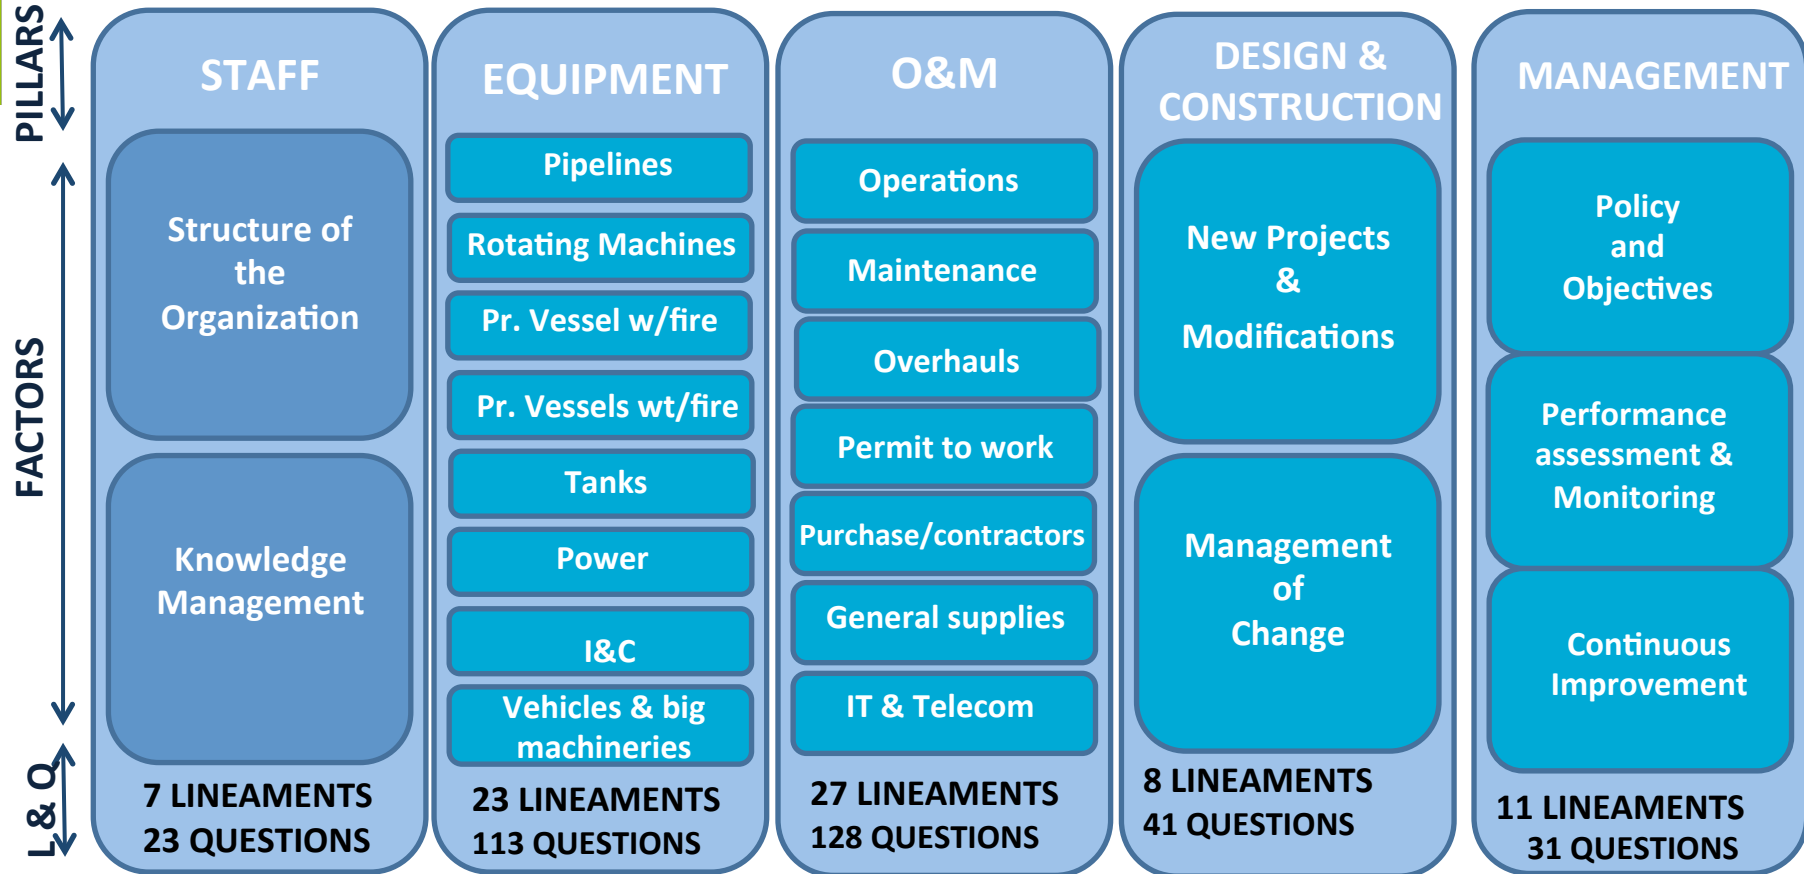 PILLARS
FACTORS
L & Q
STAFF
Structure of
the
Organization
Knowledge
Management
7 LINEAMENTS
23 QUESTIONS
EQUIPMENT
Pipelines
Rotating Machines
Pr. Vessel w/fire
Pr. Vessels wt/fire
Tanks
Power
I&C
Vehicles & big
machineries
23 LINEAMENTS
113 QUESTIONS
O&M
Operations
Maintenance
Overhauls
Permit to work
Purchase/contractors
General supplies
IT & Telecom
27 LINEAMENTS
128 QUESTIONS
DESIGN &
CONSTRUCTION
New Projects
&
Modifications
Management
of
Change
8 LINEAMENTS
41 QUESTIONS
MANAGEMENT
Policy
and
Objectives
Performance
assessment &
Monitoring
Continuous
Improvement
11 LINEAMENTS
31 QUESTIONS